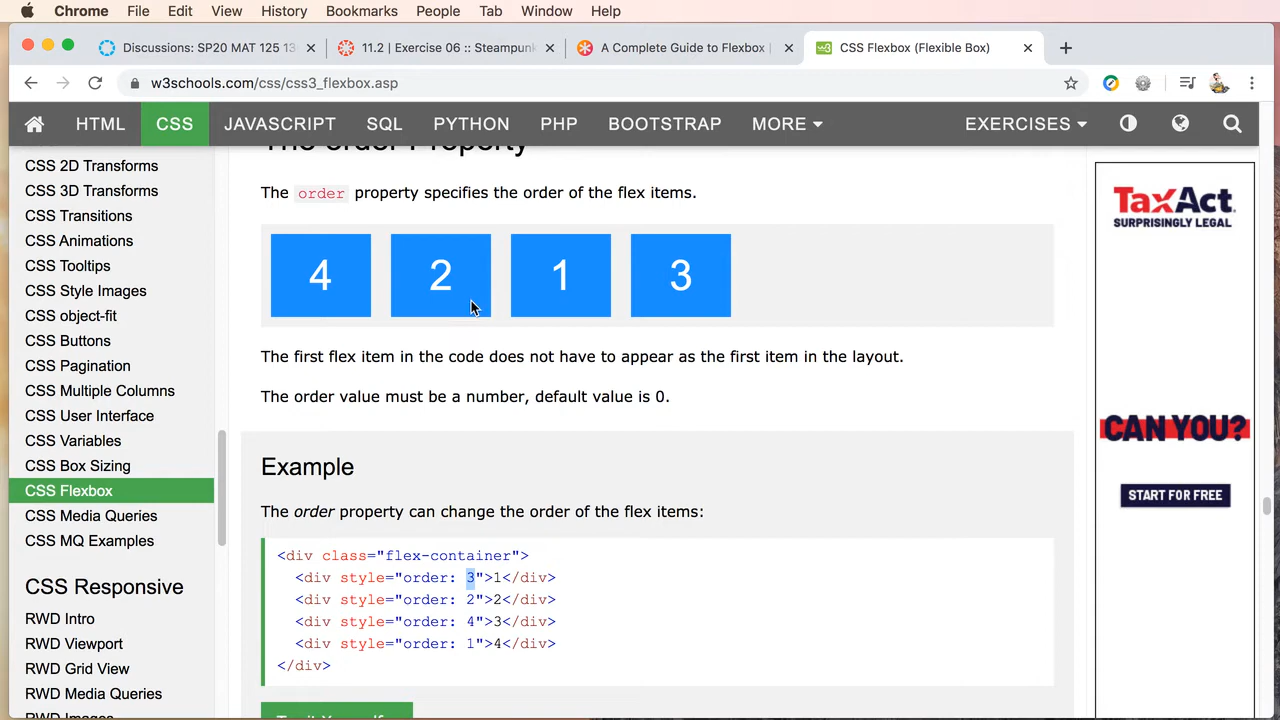 Chrome File Edit View History Bookmarks People Tab Window Help
Discussions: SP20 MAT 125 13 11.2 | Exercise 06 :: Steampunk A Complete Guide to Flexbox | CSS Flexbox (Flexible Box)
w3schools.com/css/css3_flexbox.asp
HTML CSS JAVASCRIPT SQL PYTHON PHP BOOTSTRAP MORE EXERCISES
CSS 2D Transforms
CSS 3D Transforms
CSS Transitions
CSS Animations
CSS Tooltips
CSS Style Images
CSS object-fit
CSS Buttons
CSS Pagination
CSS Multiple Columns
CSS User Interface
CSS Variables
CSS Box Sizing
CSS Flexbox
CSS Media Queries
CSS MQ Examples
CSS Responsive
RWD Intro
RWD Viewport
RWD Grid View
RWD Media Queries
RWD Images
The order Property
The order property specifies the order of the flex items.
4 2 1 3
The first flex item in the code does not have to appear as the first item in the layout.
The order value must be a number, default value is 0.
Example
The order property can change the order of the flex items:
<div class="flex-container">
<div style="order: 3">1</div>
<div style="order: 2">2</div>
<div style="order: 4">3</div>
<div style="order: 1">4</div>
</div>
TaxAct.
SURPRISINGLY LEGAL
CAN YOU?
START FOR FREE